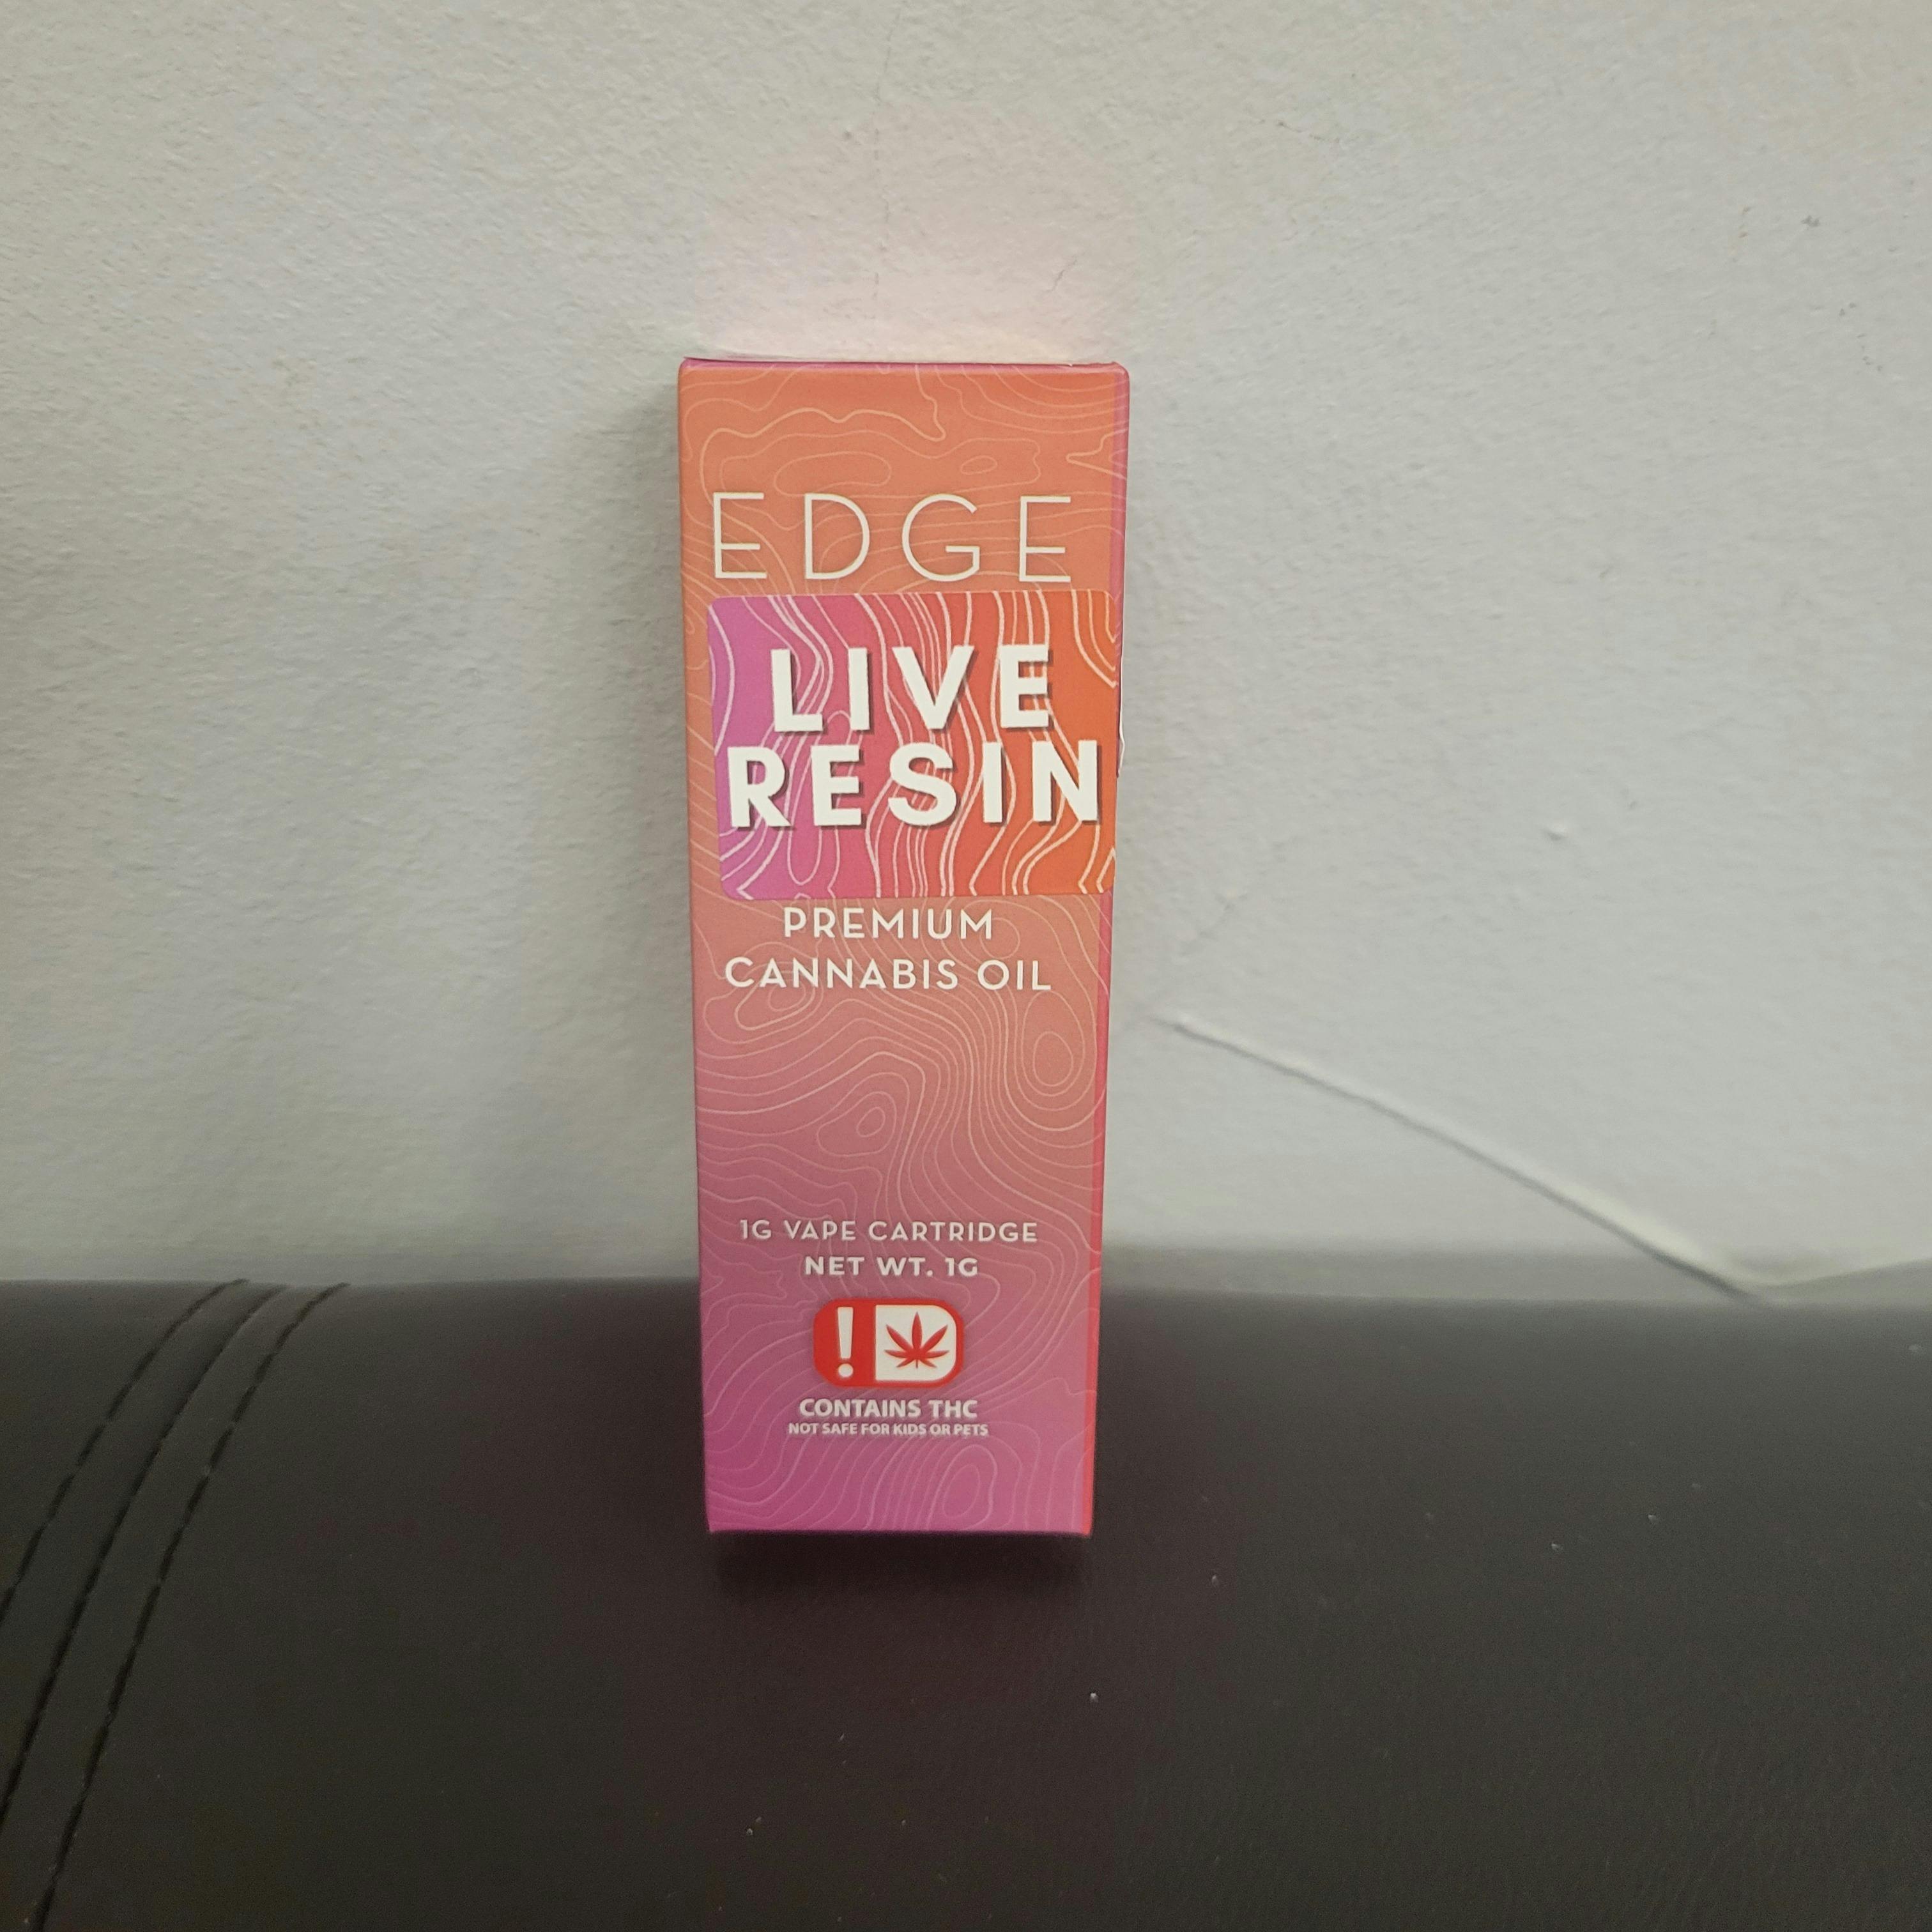 EDGE
LIVE
RESIN
PREMIUM
CANNABIS OIL
1G VAPE CARTRIDGE
NET WT. 1G
!
CONTAINS THC
NOT SAFE FOR KIDS OR PETS